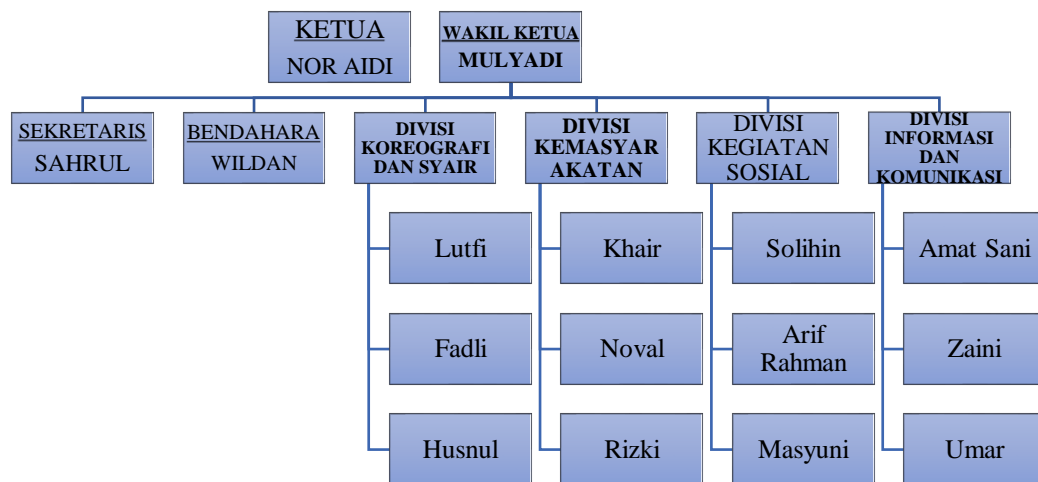 KETUA
NOR AIDI
WAKIL KETUA
MULYADI
SEKRETARIS
SAHRUL
BENDAHARA
WILDAN
DIVISI
KOREOGRAFI
DAN SYAIR
DIVISI
KEMASYAR
AKATAN
DIVISI
KEGIATAN
SOSIAL
DIVISI
INFORMASI
DAN
KOMUNIKASI
Lutfi
Khair
Solihin
Amat Sani
Fadli
Noval
Arif
Rahman
Zaini
Husnul
Rizki
Masyuni
Umar